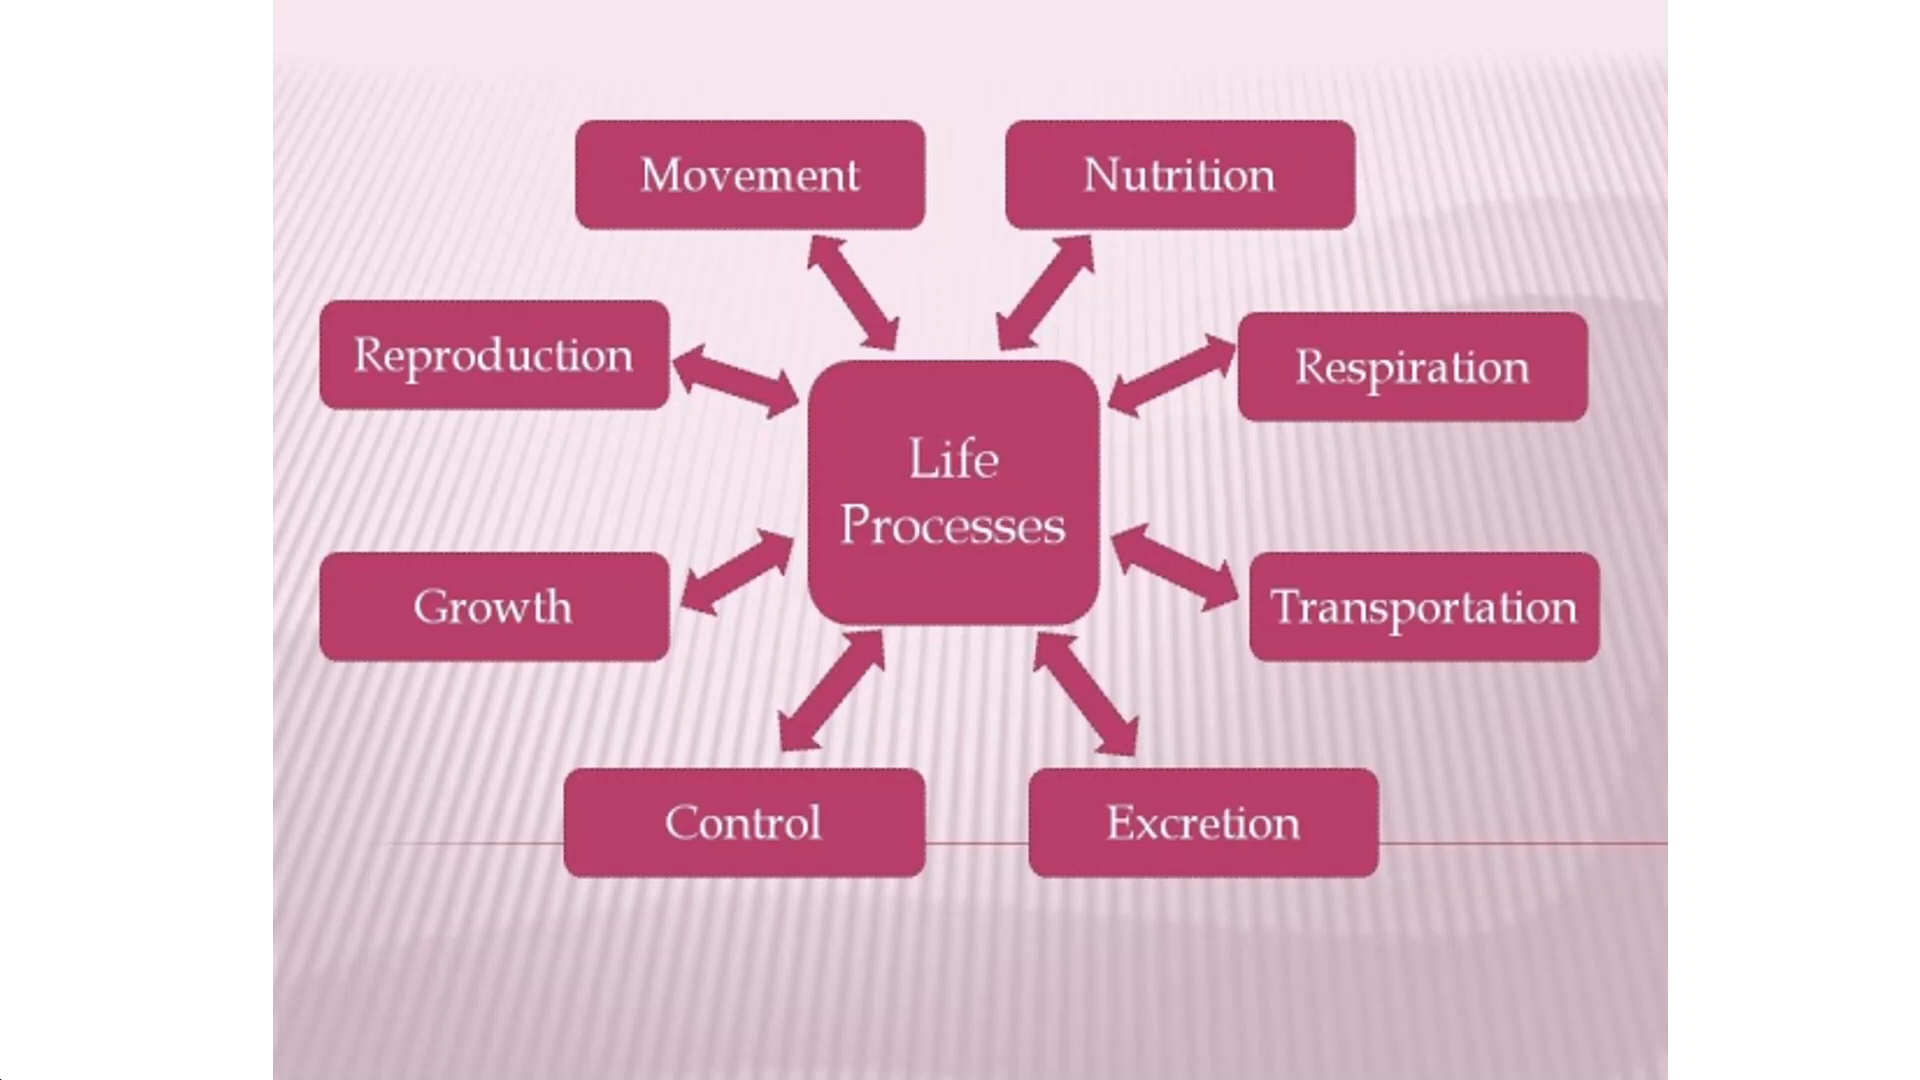 Movement
Nutrition
Reproduction
Respiration
Life
Processes
Growth
Transportation
Control
Excretion